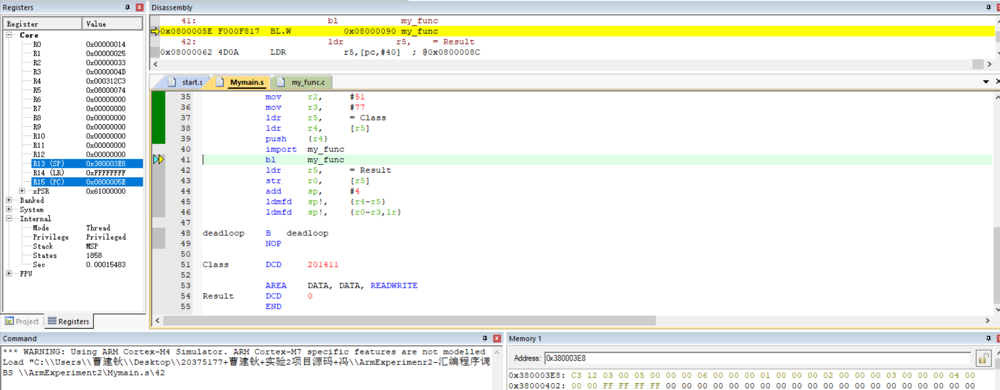 Registers
Register Value
Core
R0 0x00000014
R1 0x00000025
R2 0x00000033
R3 0x0000004D
R4 0x000312C3
R5 0x08000074
R6 0x00000000
R7 0x00000000
R8 0x00000000
R9 0x00000000
R10 0x00000000
R11 0x00000000
R12 0x00000000
R13 (SP) 0x380003E8
R14 (LR) 0xFFFFFFFF
R15 (PC) 0x0800005E
xPSR 0x61000000
Banked
System
Internal
Mode Thread
Privilege Privileged
Stack MSP
States 1858
Sec 0.00015483
FPU
Project Registers
Disassembly
41: bl my_func
0x0800005E F000F817 BL.W 0x08000090 my_func
42: ldr r5, = Result
0x08000062 4D0A LDR r5,[pc,#40] ; @0x0800008C
start.s Mymain.s my_func.c
35 mov r2, #51
36 mov r3, #77
37 ldr r5, = Class
38 ldr r4, [r5]
39 push {r4}
40 import my_func
41 bl my_func
42 ldr r5, = Result
43 str r0, [r5]
44 add sp, #4
45 ldmfd sp!, {r4-r5}
46 ldmfd sp!, {r0-r3,lr}
47
48 deadloop B deadloop
49 NOP
50
51 Class DCD 201411
52
53 AREA DATA, DATA, READWRITE
54 Result DCD 0
55 END
Command
*** WARNING: Using ARM Cortex-M4 Simulator. ARM Cortex-M7 specific features are not modelled
Load "C:\\Users\\曹建钦\\Desktop\\20375177+曹建钦+实验2项目源码+冯\\ArmExperimenr2-汇编程序调
BS \\ArmExperiment2\Mymain.s\42
Memory 1
Address: 0x380003E8
0x380003E8: C3 12 03 00 05 00 00 00 06 00 00 00 01 00 00 00 02 00 00 00 03 00 00 00 04 00
0x38000402: 00 00 FF FF FF FF 00 00 00 00 00 00 00 00 00 00 00 00 00 00 00 00 00 00 00 00